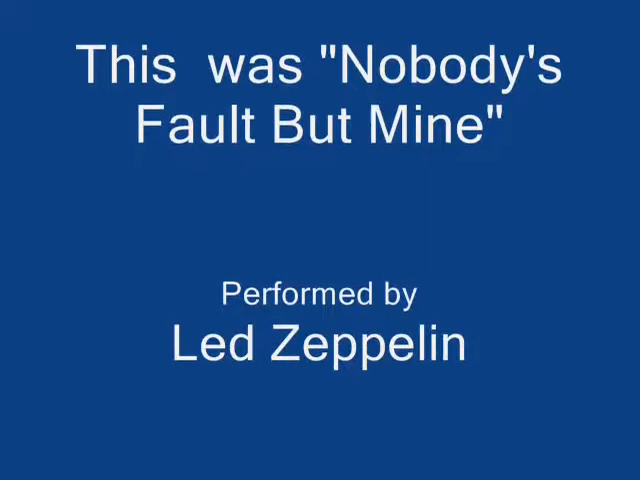 This  was "Nobody's
Fault But Mine"
Performed by
Led Zeppelin